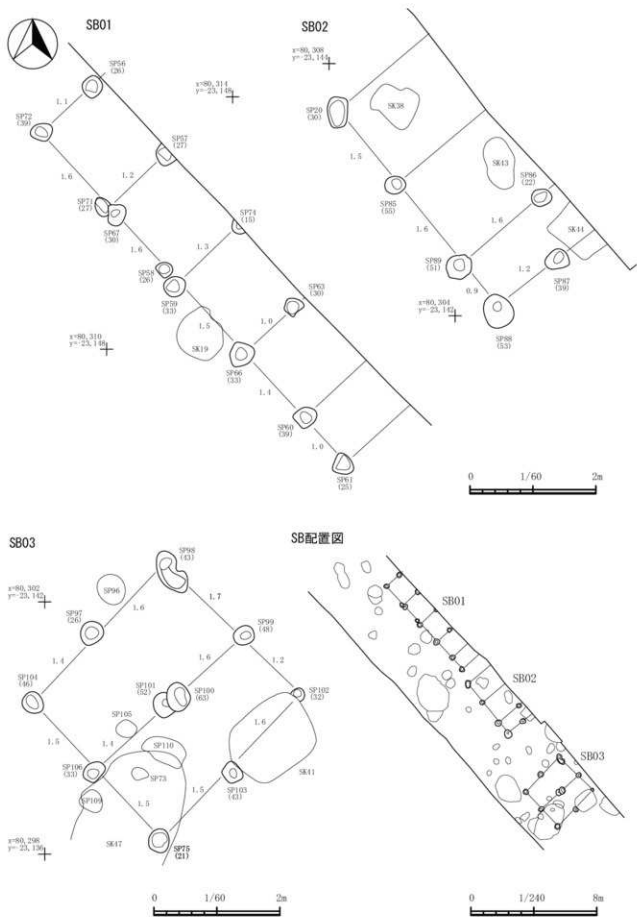 SB01
SP56
(26)
x=80,314
y=-23,148
1.1
SP72
(39)
SP57
(27)
1.6
1.2
SP71
(27)
SP67
(30)
SP74
(15)
1.6
1.3
SP58
(26)
SP59
(33)
SP63
(30)
x=80,310
y=-23,148
1.5
1.0
SK19
SP66
(33)
1.4
SP60
(39)
1.0
SP61
(25)
SB02
x=80,308
y=-23,144
SP20
(30)
SK38
1.5
SK43
SP86
(22)
SP85
(55)
1.6
1.6
SK44
SP89
(51)
1.2
SP87
(39)
0.9
x=80,304
y=-23,142
SP88
(53)
0 1/60 2m
SB03
SP98
(43)
x=80,302
y=-23,142
SP96
1.6
1.7
SP97
(26)
SP99
(48)
1.4
1.6
1.2
SP104
(46)
SP101
(52)
SP100
(63)
SP102
(32)
SP105
1.6
1.5
1.4
SP110
SP106
(33)
SP73
SP103
(43)
SK41
SP109
1.5
1.5
x=80,298
y=-23,136
SK47
SP75
(21)
0 1/60 2m
SB配置図
SB01
SB02
SB03
0 1/240 8m